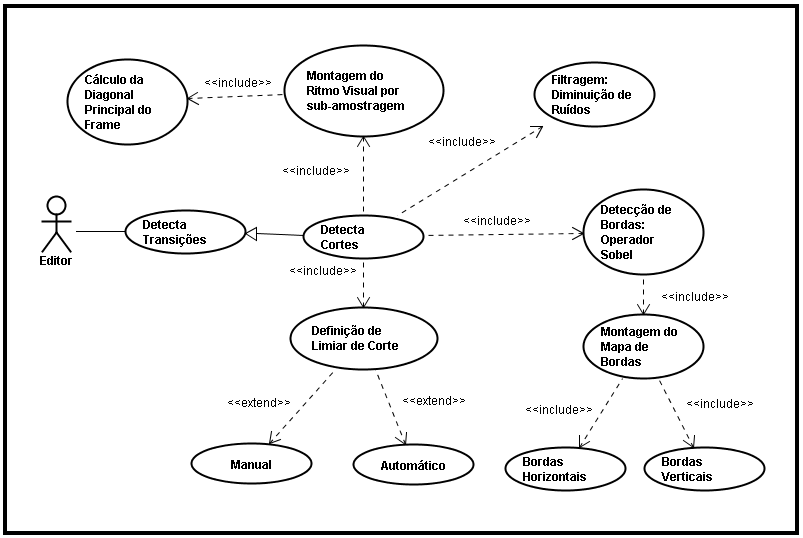 Cálculo da
Diagonal
Principal do
Frame
<<include>>
Montagem do
Ritmo Visual por
sub-amostragem
Filtragem:
Diminuição de
Ruídos
<<include>>
<<include>>
Editor
Detecta
Transições
Detecta
Cortes
<<include>>
Detecção de
Bordas:
Operador
Sobel
<<include>>
<<include>>
Definição de
Limiar de Corte
Montagem do
Mapa de
Bordas
<<extend>>
<<extend>>
<<include>>
<<include>>
Manual
Automático
Bordas
Horizontais
Bordas
Verticais